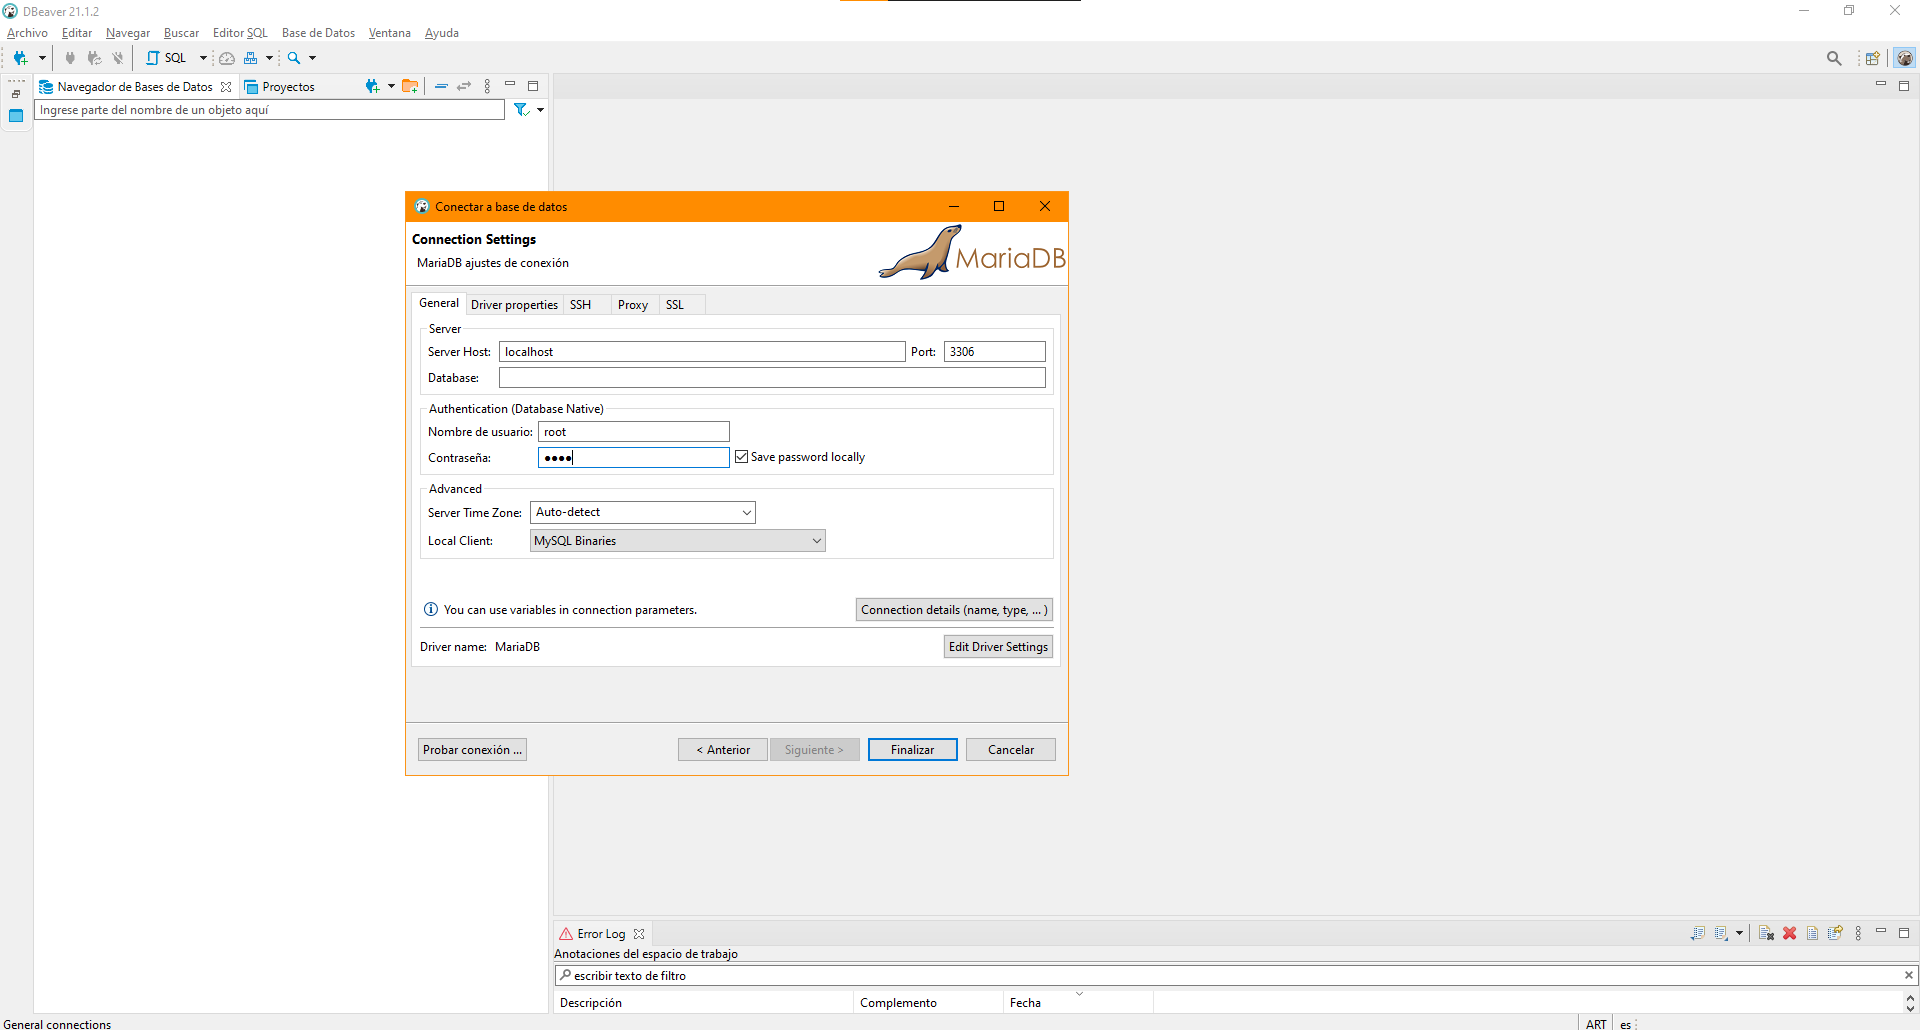 DBeaver 21.1.2
Archivo Editar Navegar Buscar Editor SQL Base de Datos Ventana Ayuda
SQL
Navegador de Bases de Datos Proyectos
Ingrese parte del nombre de un objeto aquí
Conectar a base de datos
Connection Settings
MariaDB ajustes de conexión
MariaDB
General Driver properties SSH Proxy SSL
Server
Server Host: localhost Port: 3306
Database:
Authentication (Database Native)
Nombre de usuario: root
Contraseña: ●●●● Save password locally
Advanced
Server Time Zone: Auto-detect
Local Client: MySQL Binaries
You can use variables in connection parameters. Connection details (name, type, ... )
Driver name: MariaDB Edit Driver Settings
Probar conexión ... < Anterior Siguiente > Finalizar Cancelar
Error Log
Anotaciones del espacio de trabajo
escribir texto de filtro
Descripción Complemento Fecha
General connections ART es